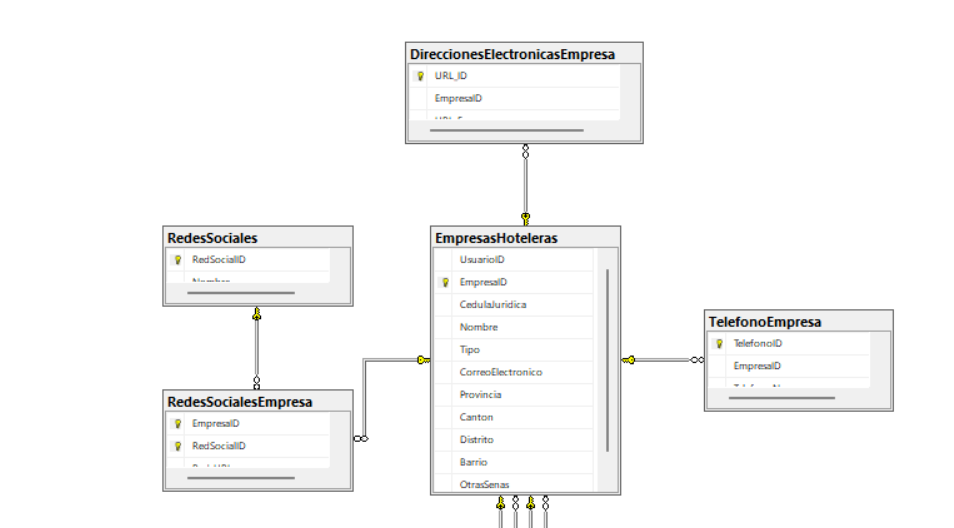 DireccionesElectronicasEmpresa
URL_ID
EmpresaID
RedesSociales
RedSocialID
EmpresasHoteleras
UsuarioID
EmpresaID
CedulaJuridica
Nombre
Tipo
CorreoElectronico
Provincia
Canton
Distrito
Barrio
OtrasSenas
TelefonoEmpresa
TelefonoID
EmpresaID
RedesSocialesEmpresa
EmpresaID
RedSocialID